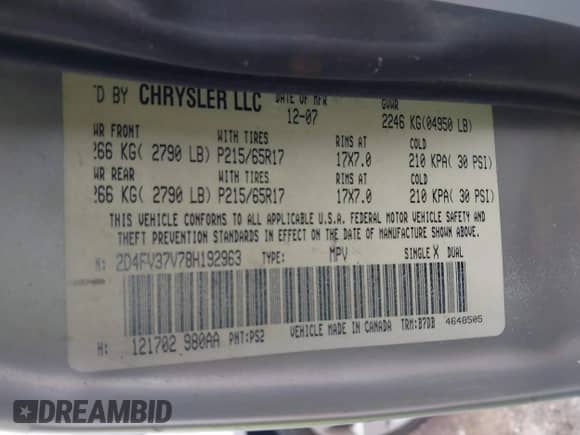 'D BY CHRYSLER LLC DATE OF MFR GVWR
12-07 2246 KG(04950 LB)
WR FRONT WITH TIRES RIMS AT COLD
266 KG( 2790 LB) P215/65R17 17X7.0 210 KPA( 30 PSI)
WR REAR WITH TIRES RIMS AT COLD
266 KG( 2790 LB) P215/65R17 17X7.0 210 KPA( 30 PSI)
THIS VEHICLE CONFORMS TO ALL APPLICABLE U.S.A. FEDERAL MOTOR VEHICLE SAFETY AND
THEFT PREVENTION STANDARDS IN EFFECT ON THE DATE OF MANUFACTURE SHOWN ABOVE.
N: 2D4FV37V78H192963 TYPE: MPV SINGLE X DUAL
H: 121702 980AA PNT:PS2 VEHICLE MADE IN CANADA TRM:B7DB 4648505
DREAMBID